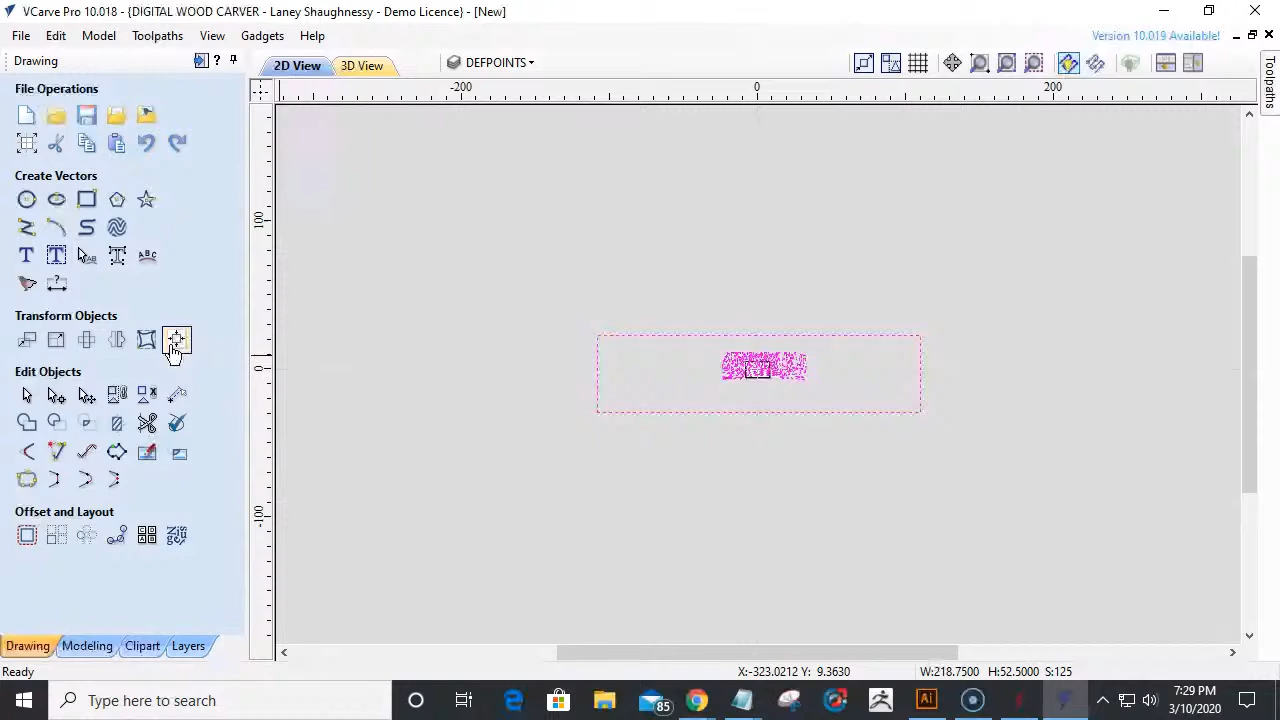 VCarve Pro 10.018 - {DIGITAL WOOD CARVER - Laney Shaughnessy - Demo Licence} - [New]
File Edit Model Toolpaths View Gadgets Help
Version 10.019 Available!
Drawing
2D View
3D View
DEFPOINTS
Toolpaths
File Operations
-200 0 200
Create Vectors
100
0
-100
Transform Objects
Edit Objects
Offset and Layout
Drawing Modeling Clipart Layers
Ready
X:-323.0212 Y: 9.3630
W:218.7500 H:52.5000 S:125
Type here to search
85
Ai
7:29 PM
3/10/2020